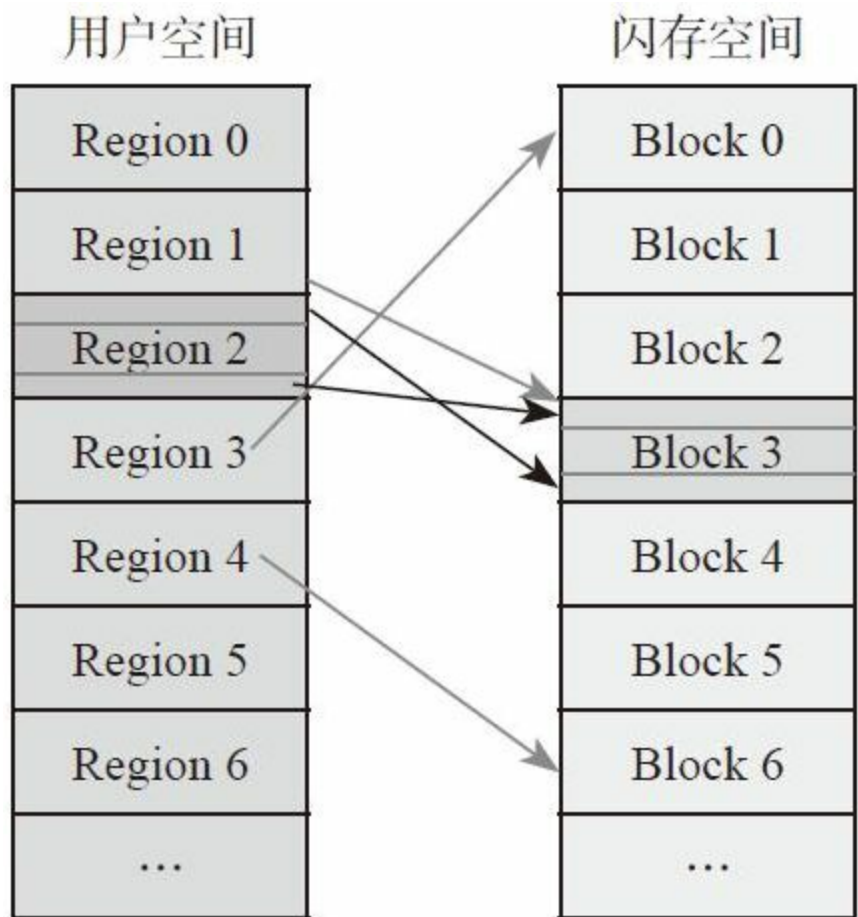 用户空间
Region 0
Region 1
Region 2
Region 3
Region 4
Region 5
Region 6
…
闪存空间
Block 0
Block 1
Block 2
Block 3
Block 4
Block 5
Block 6
…